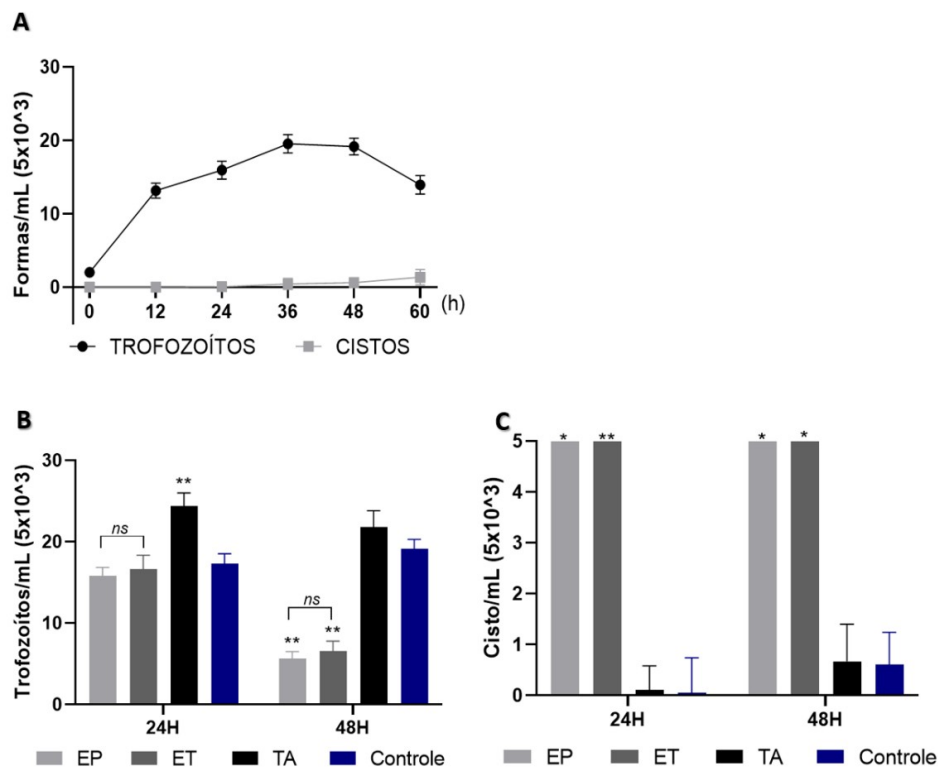 A
Formas/mL (5x10^3)
30
20
10
0
0 12 24 36 48 60 (h)
TROFOZOÍTOS CISTOS
B
Trofozoítos/mL (5x10^3)
30
20
10
0
ns
**
ns
** **
24H 48H
EP ET TA Controle
C
Cisto/mL (5x10^3)
5
4
3
2
1
0
* ** * *
24H 48H
EP ET TA Controle